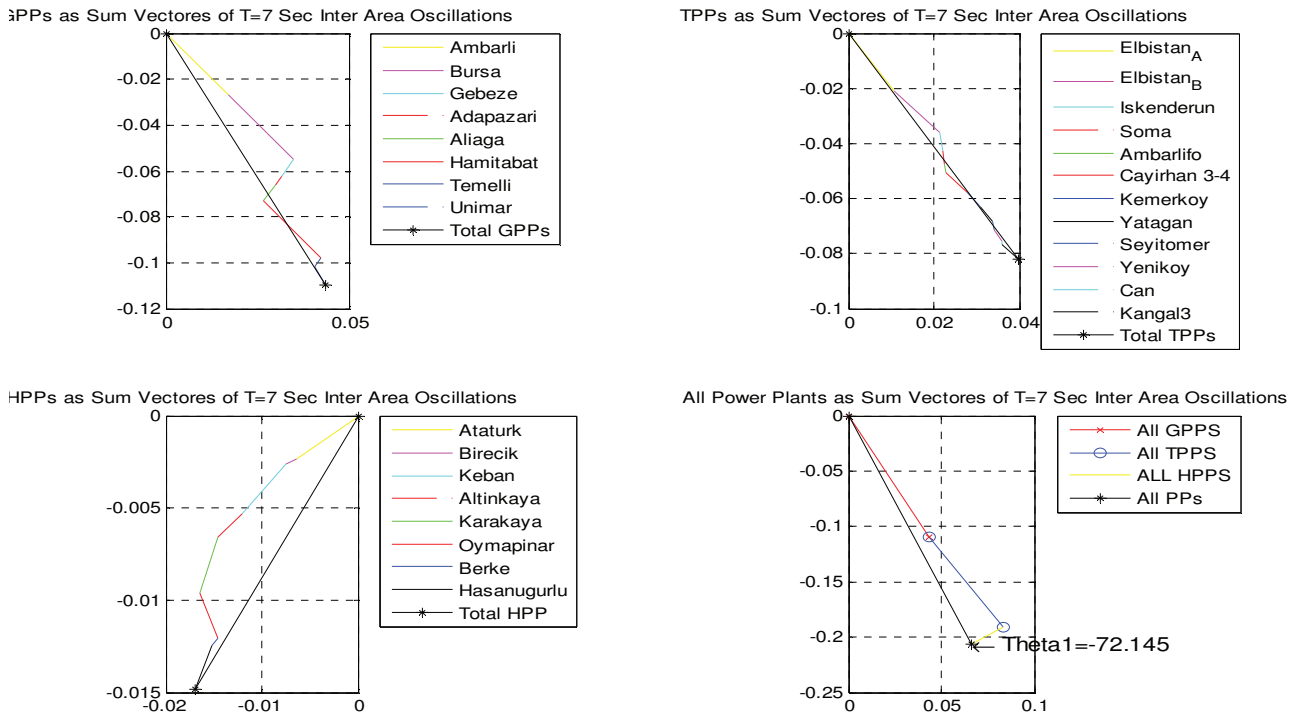 GPPs as Sum Vectores of T=7 Sec Inter Area Oscillations
0
-0.02
-0.04
-0.06
-0.08
-0.1
-0.12
0
0.05
Ambarli
Bursa
Gebeze
Adapazari
Aliaga
Hamitabat
Temelli
Unimar
Total GPPs
TPPs as Sum Vectores of T=7 Sec Inter Area Oscillations
0
-0.02
-0.04
-0.06
-0.08
-0.1
0
0.02
0.04
Elbistan_A
Elbistan_B
Iskenderun
Soma
Ambarlifo
Cayirhan 3-4
Kemerkoy
Yatagan
Seyitomer
Yenikoy
Can
Kangal3
Total TPPs
HPPs as Sum Vectores of T=7 Sec Inter Area Oscillations
0
-0.005
-0.01
-0.015
-0.02
-0.01
0
Ataturk
Birecik
Keban
Altinkaya
Karakaya
Oymapinar
Berke
Hasanugurlu
Total HPP
All Power Plants as Sum Vectores of T=7 Sec Inter Area Oscillations
0
-0.05
-0.1
-0.15
-0.2
-0.25
0
0.05
0.1
All GPPS
All TPPS
ALL HPPS
All PPs
Theta1=-72.145